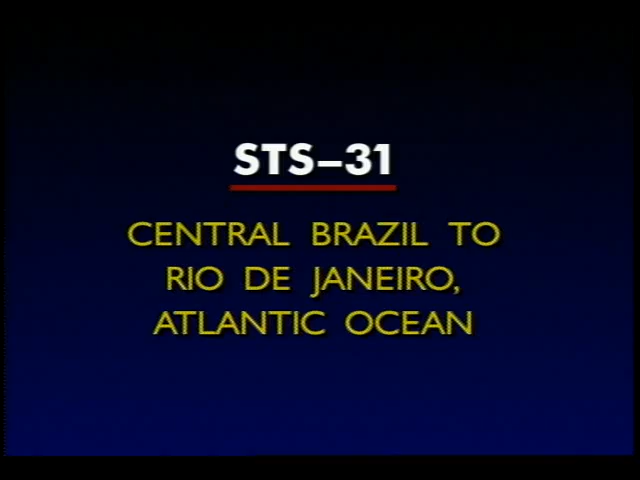 STS-31
CENTRAL BRAZIL TO
RIO DE JANEIRO,
ATLANTIC OCEAN